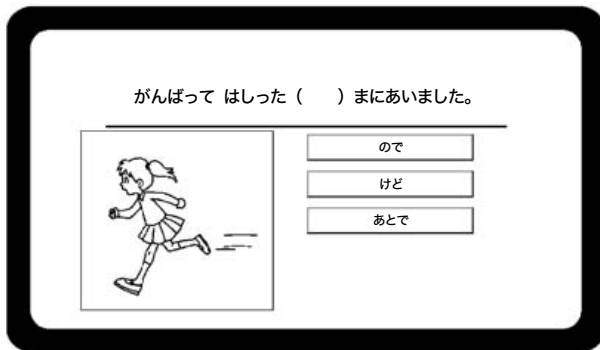 がんばって はしった（　　）まにあいました。
ので
けど
あとで